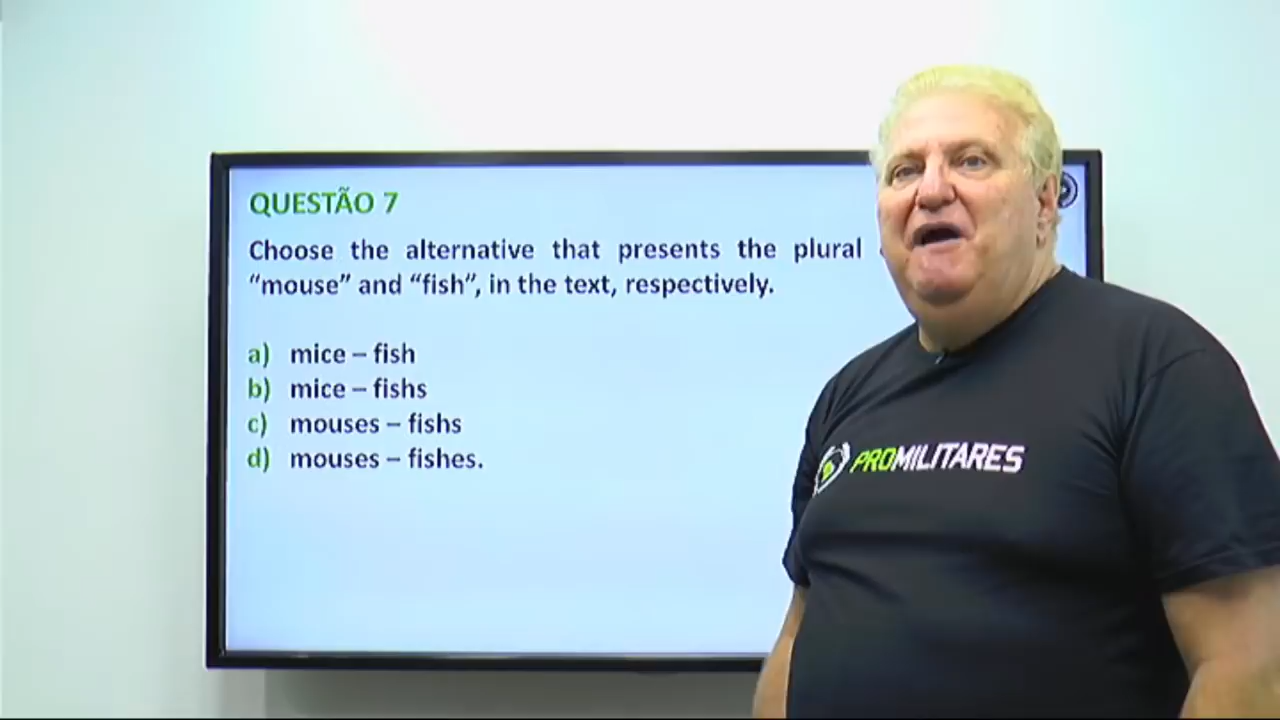 QUESTÃO 7
Choose the alternative that presents the plural
“mouse” and “fish”, in the text, respectively.
a) mice – fish
b) mice – fishs
c) mouses – fishs
d) mouses – fishes.
PROMILITARES